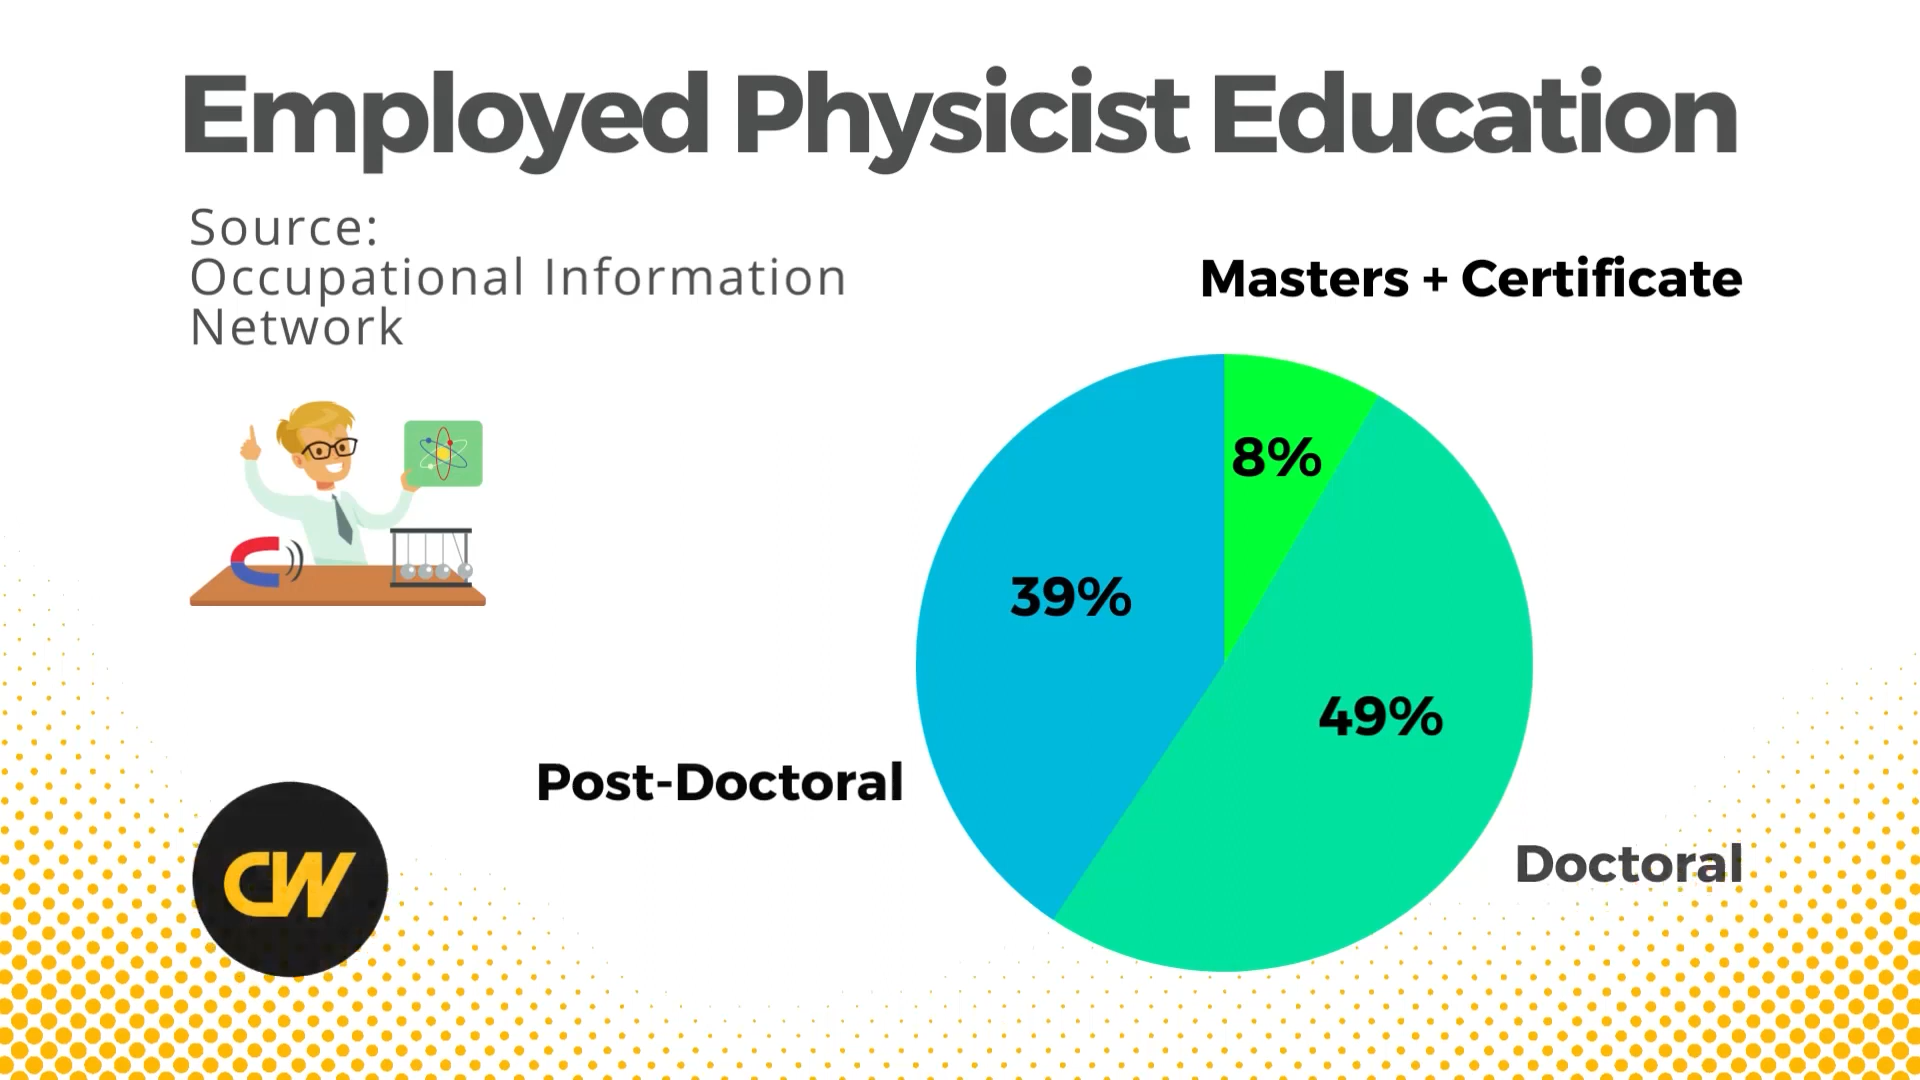 Employed Physicist Education
Source:
Occupational Information
Network
Masters + Certificate
8%
39%
49%
Post-Doctoral
Doctoral
CW